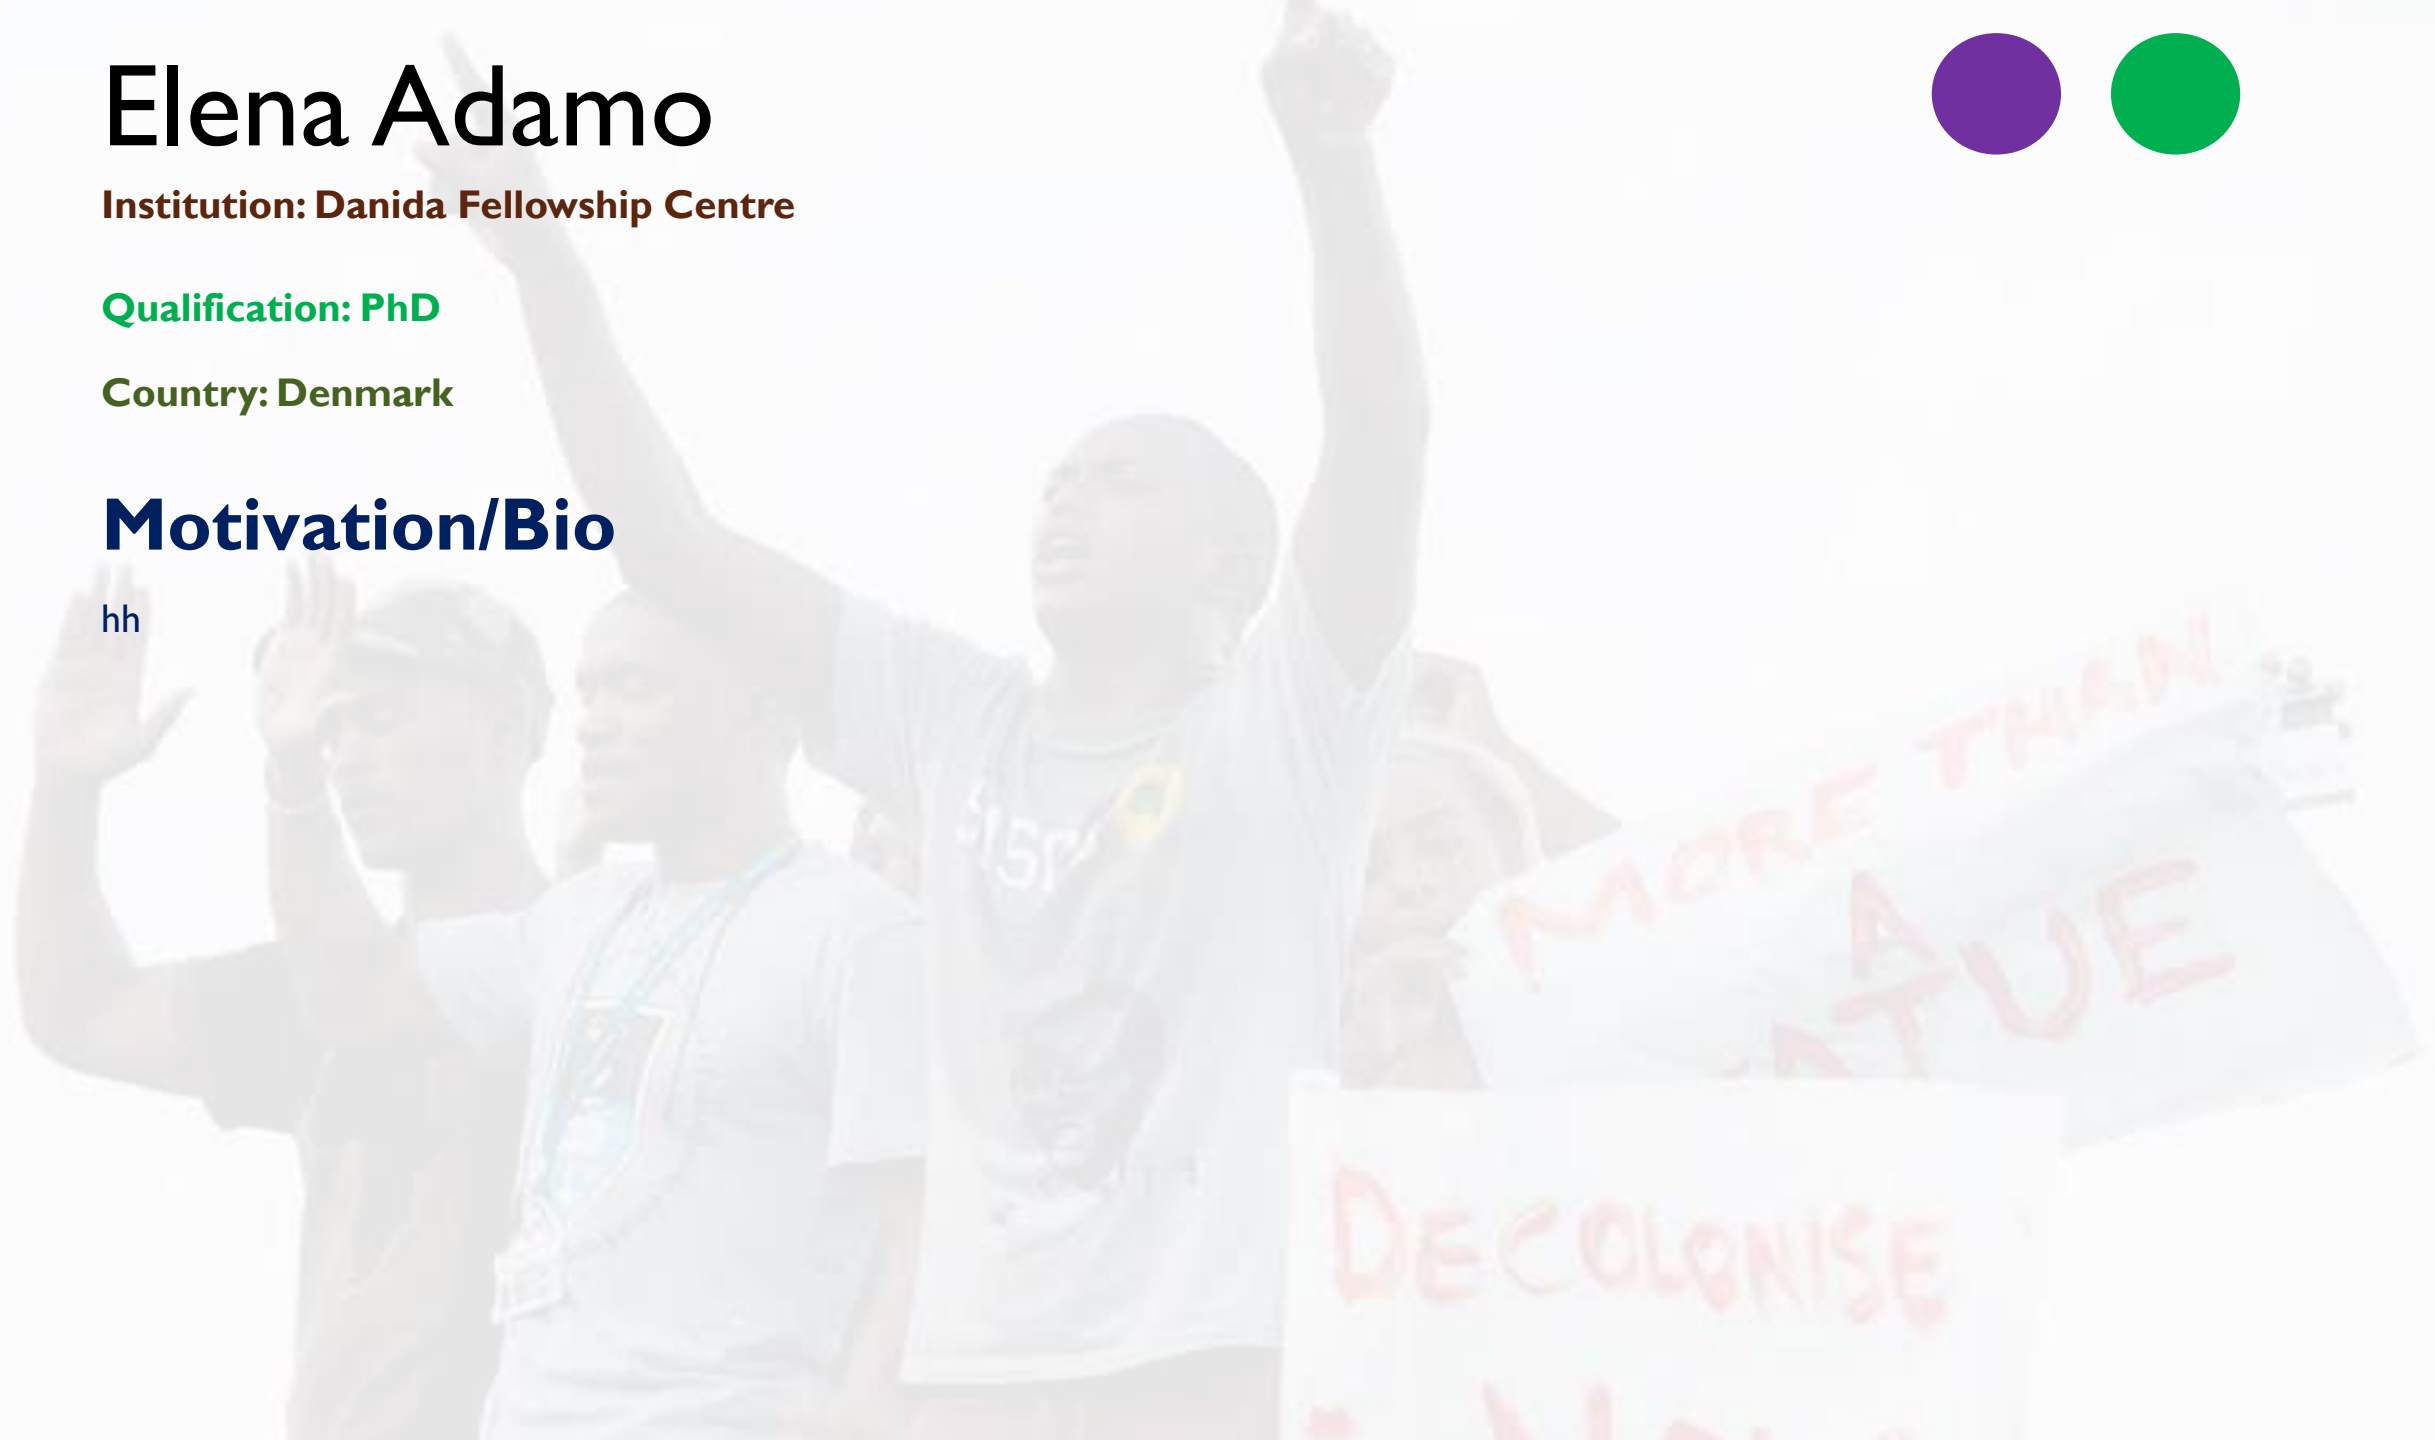 Elena Adamo
Institution: Danida Fellowship Centre
Qualification: PhD
Country: Denmark
Motivation/Bio
hh
MORE THAN
A
DECOLONISE